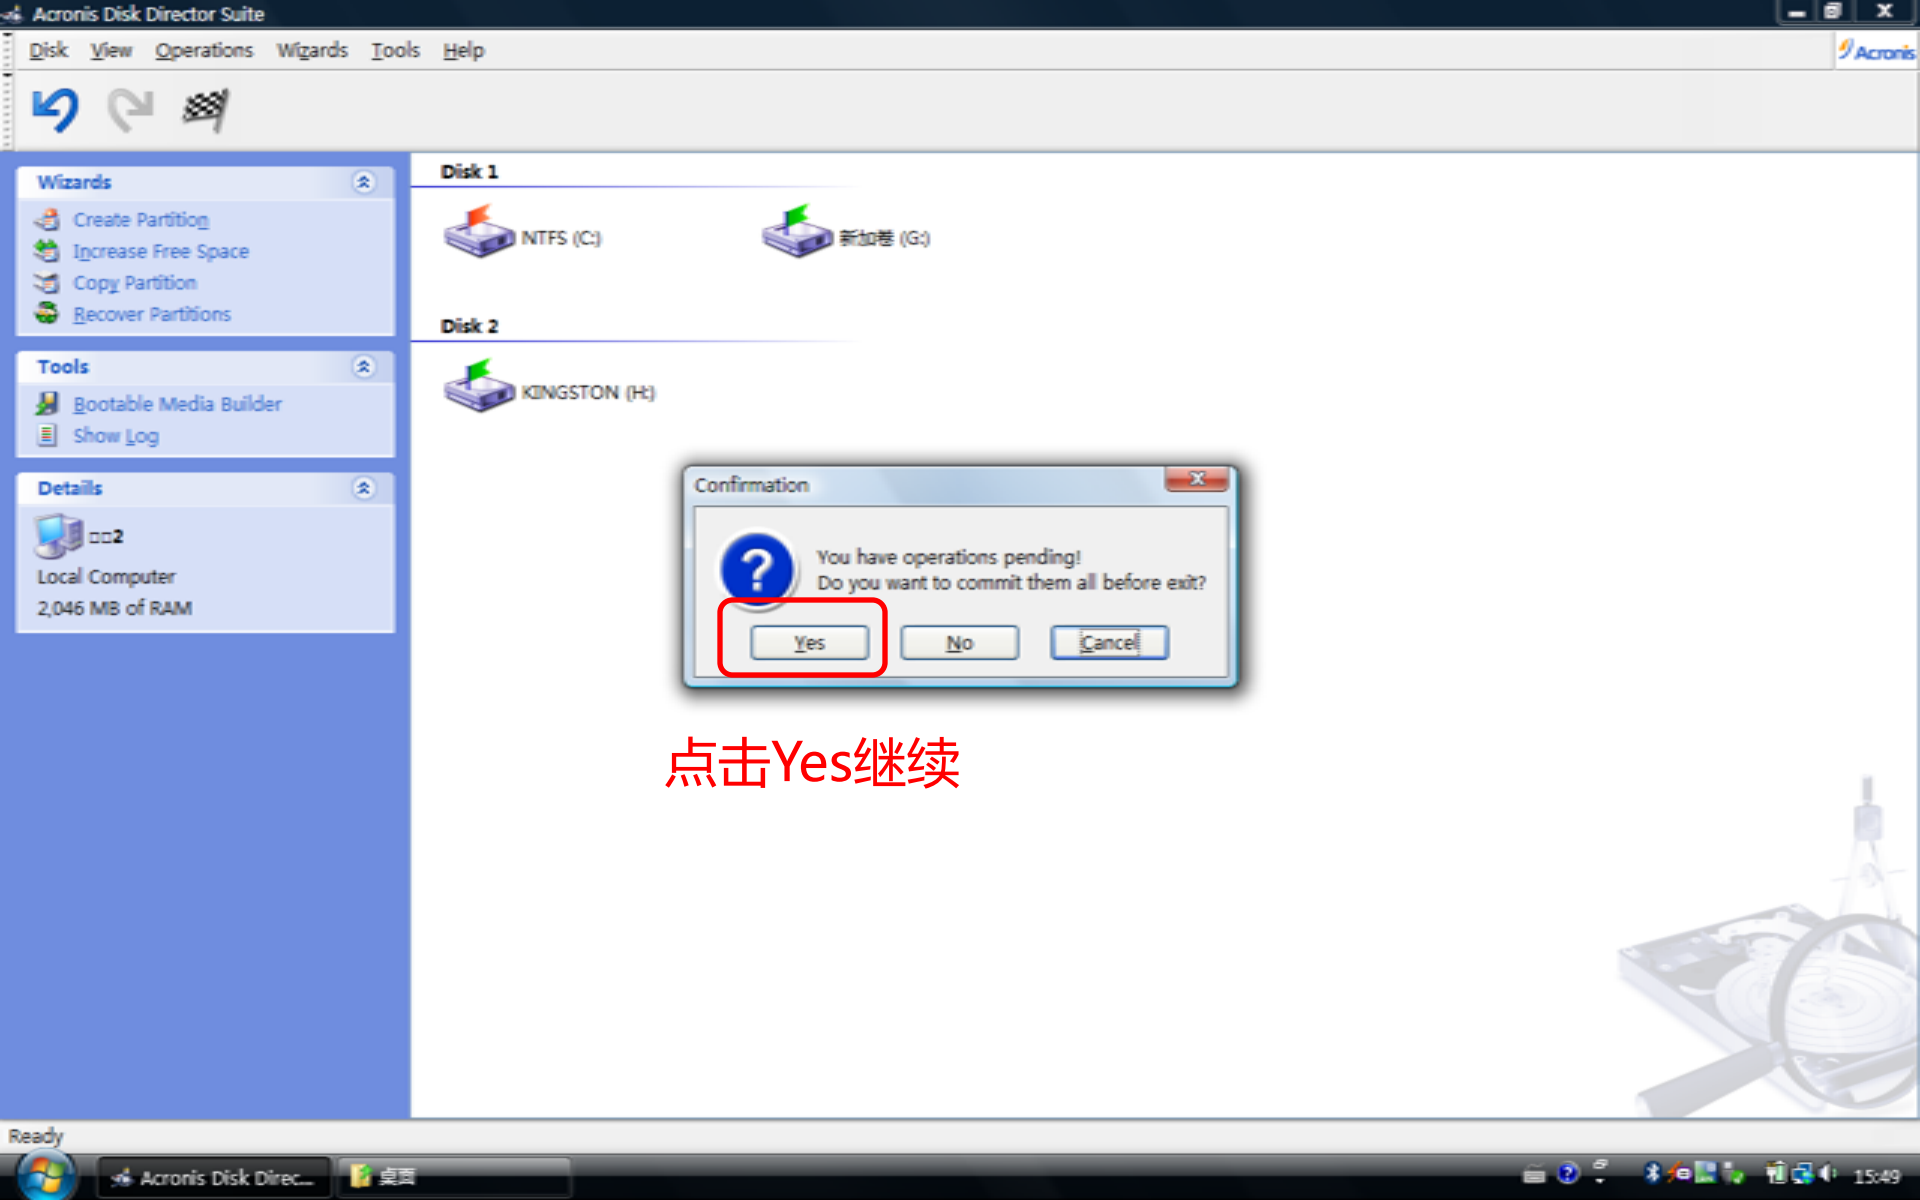 Acronis Disk Director Suite
Disk View Operations Wizards Tools Help
Acronis
Wizards
Create Partition
Increase Free Space
Copy Partition
Recover Partitions
Tools
Bootable Media Builder
Show Log
Details
□□2
Local Computer
2,046 MB of RAM
Disk 1
NTFS (C:)
新加卷 (G:)
Disk 2
KINGSTON (H:)
Confirmation
You have operations pending!
Do you want to commit them all before exit?
Yes No Cancel
点击Yes继续
Ready
Acronis Disk Direc...
桌面
15:49